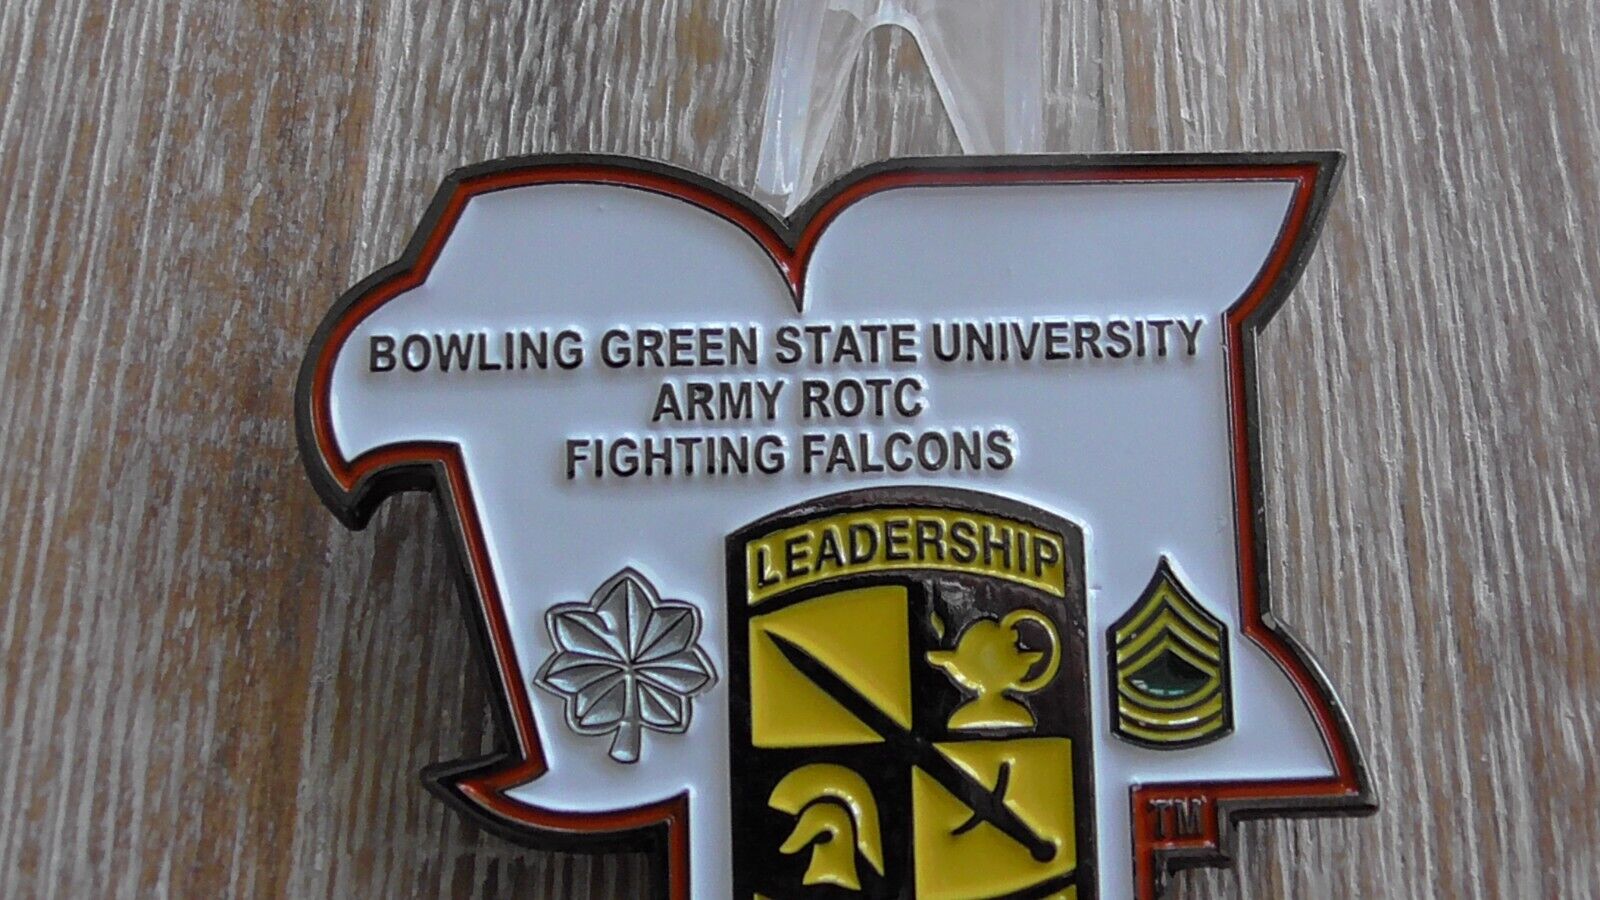 BOWLING GREEN STATE UNIVERSITY
ARMY ROTC
FIGHTING FALCONS
LEADERSHIP
TM